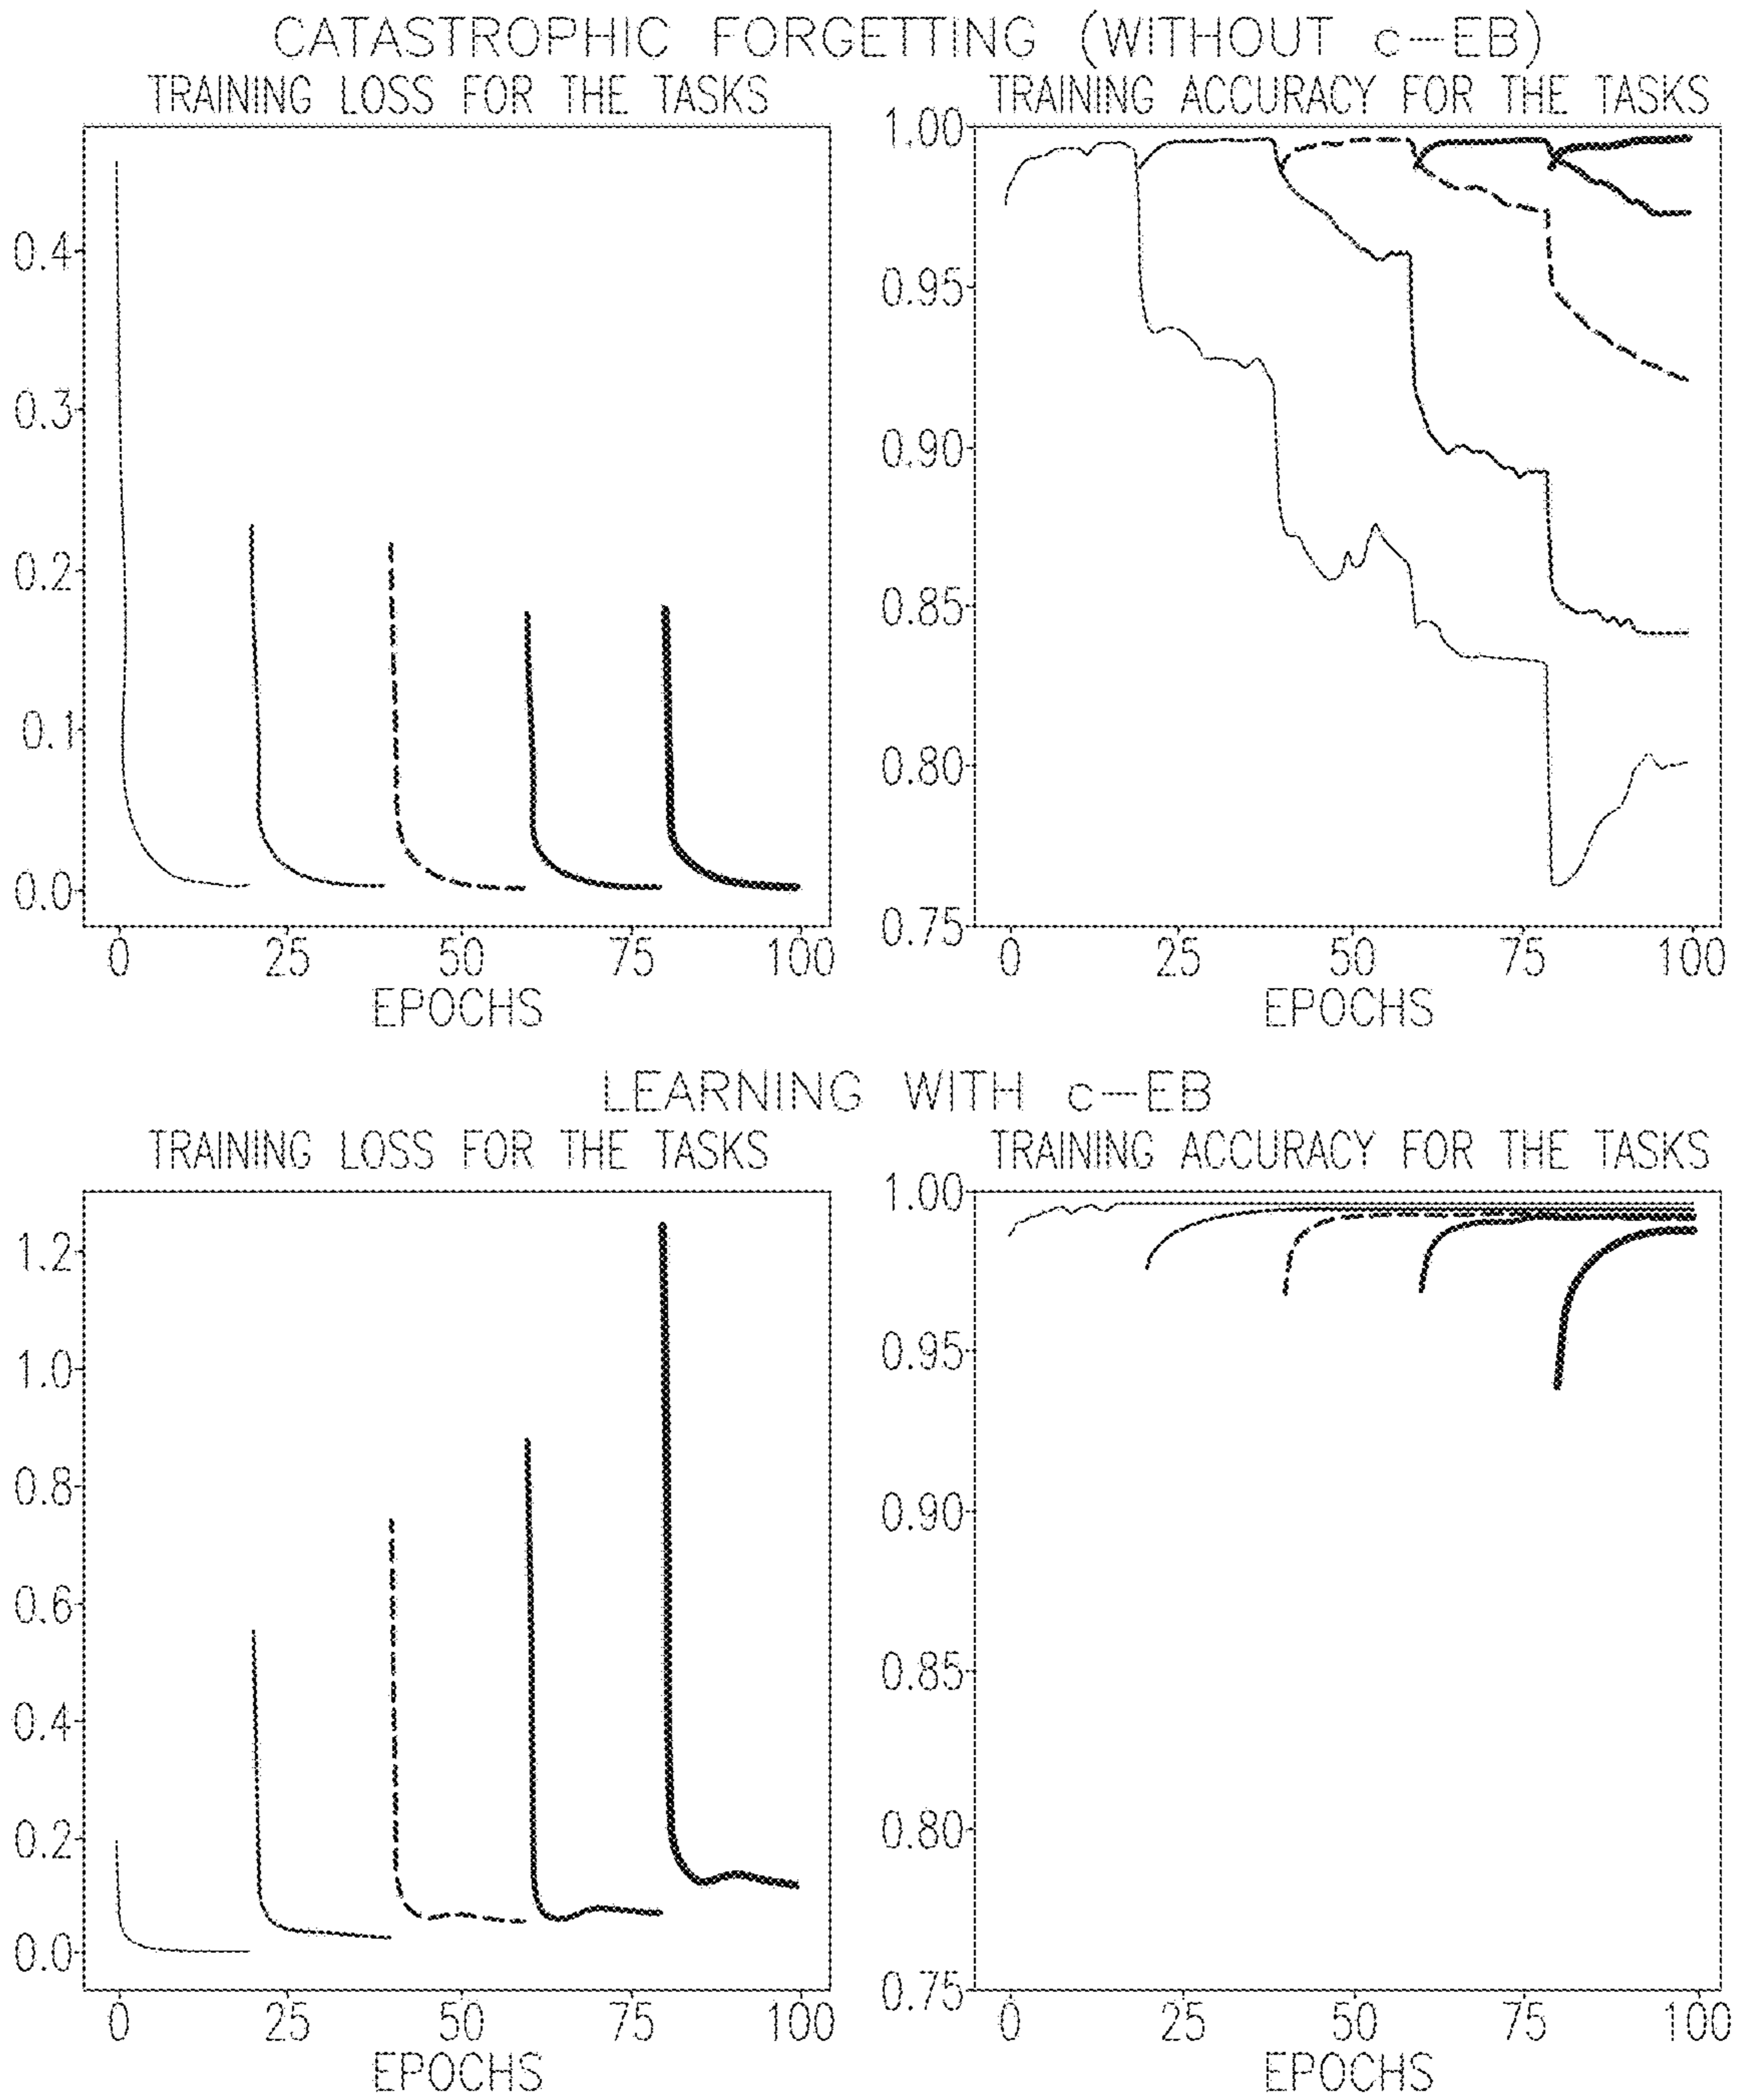 CATASTROPHIC FORGETTING (WITHOUT c-EB)
TRAINING LOSS FOR THE TASKS
0.4
0.3
0.2
0.1
0.0
0 25 50 75 100
EPOCHS
TRAINING ACCURACY FOR THE TASKS
1.00
0.95
0.90
0.85
0.80
0.75
0 25 50 75 100
EPOCHS
LEARNING WITH c-EB
TRAINING LOSS FOR THE TASKS
1.2
1.0
0.8
0.6
0.4
0.2
0.0
0 25 50 75 100
EPOCHS
TRAINING ACCURACY FOR THE TASKS
1.00
0.95
0.90
0.85
0.80
0.75
0 25 50 75 100
EPOCHS